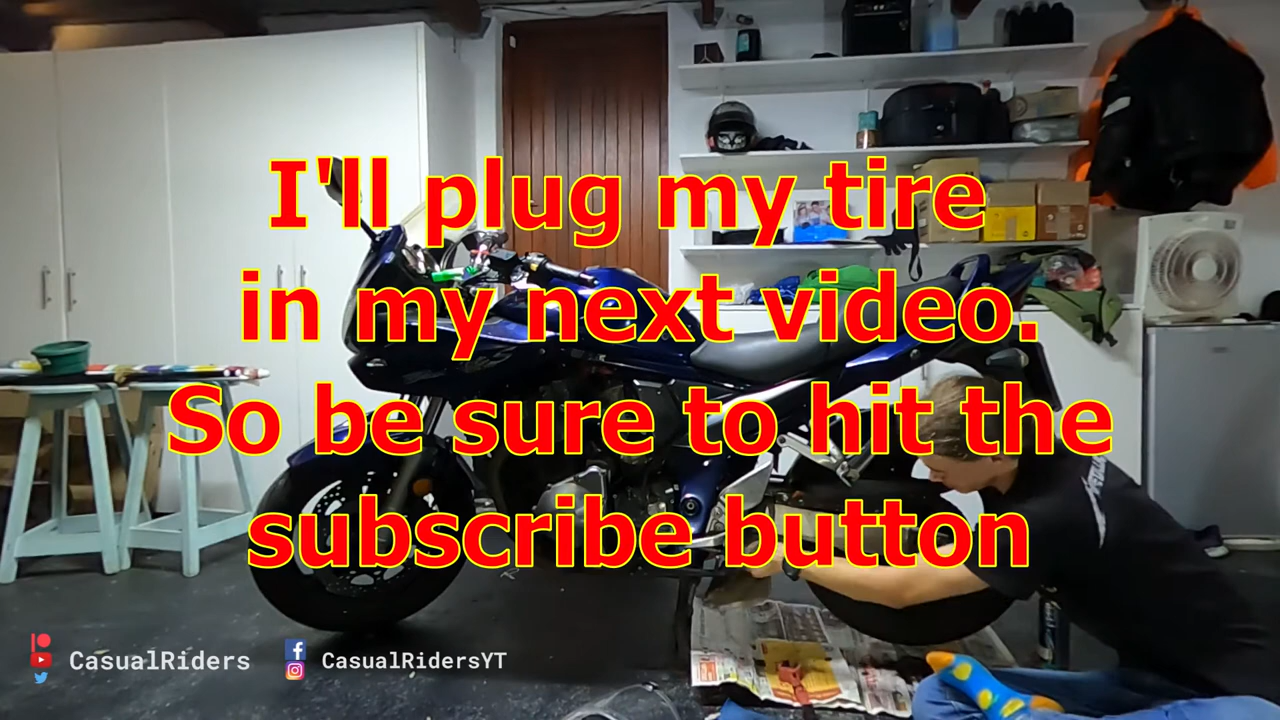 I'll plug my tire
in my next video.
So be sure to hit the
subscribe button
CasualRiders
CasualRidersYT